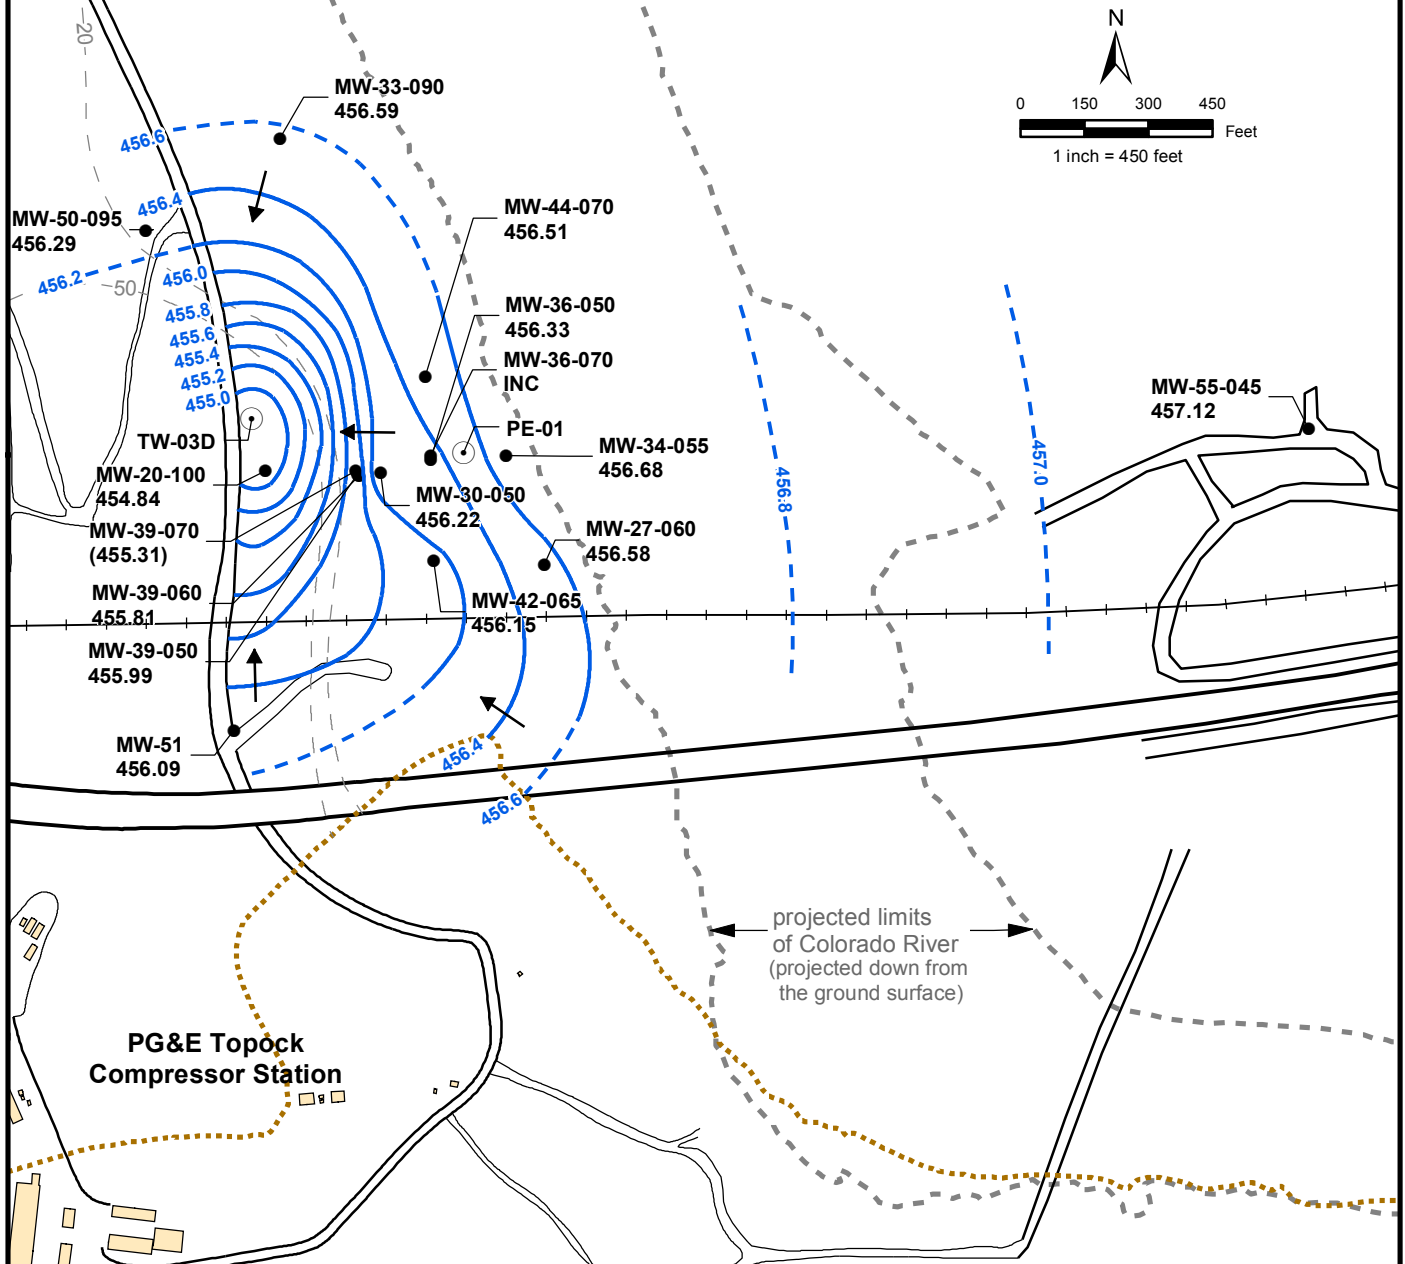 N
0 150 300 450
Feet
1 inch = 450 feet
20
MW-33-090
456.59
456.6
456.4
MW-50-095
456.29
MW-44-070
456.51
456.2
50
456.0
455.8
455.6
455.4
455.2
455.0
MW-36-050
456.33
MW-36-070
INC
MW-55-045
457.12
TW-03D
PE-01
MW-34-055
456.68
MW-20-100
454.84
MW-30-050
456.22
456.8
457.0
MW-39-070
(455.31)
MW-27-060
456.58
MW-39-060
455.81
MW-42-065
456.15
MW-39-050
455.99
MW-51
456.09
456.4
456.6
projected limits
of Colorado River
(projected down from
the ground surface)
PG&E Topock
Compressor Station